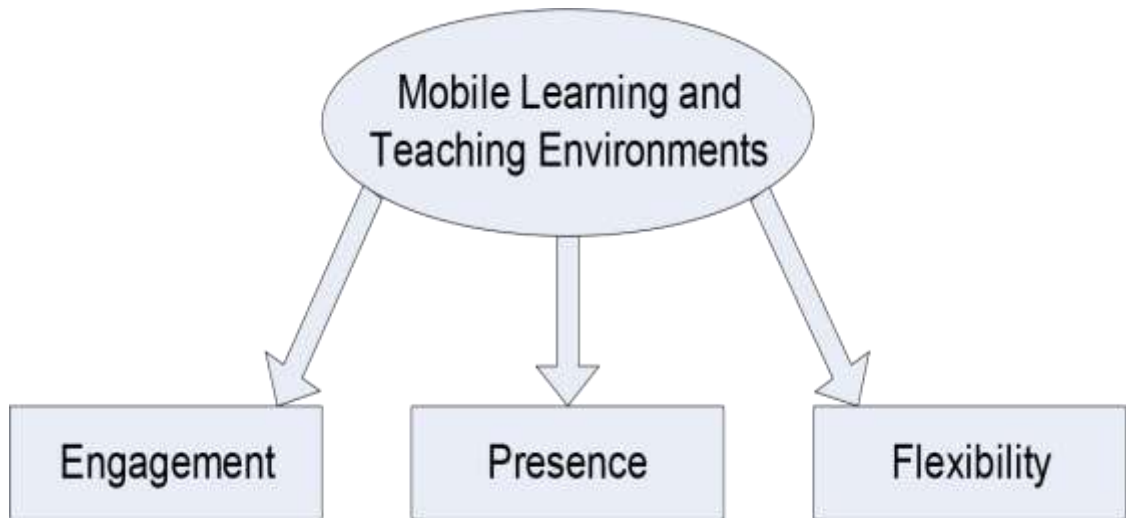 Mobile Learning and
Teaching Environments
Engagement
Presence
Flexibility